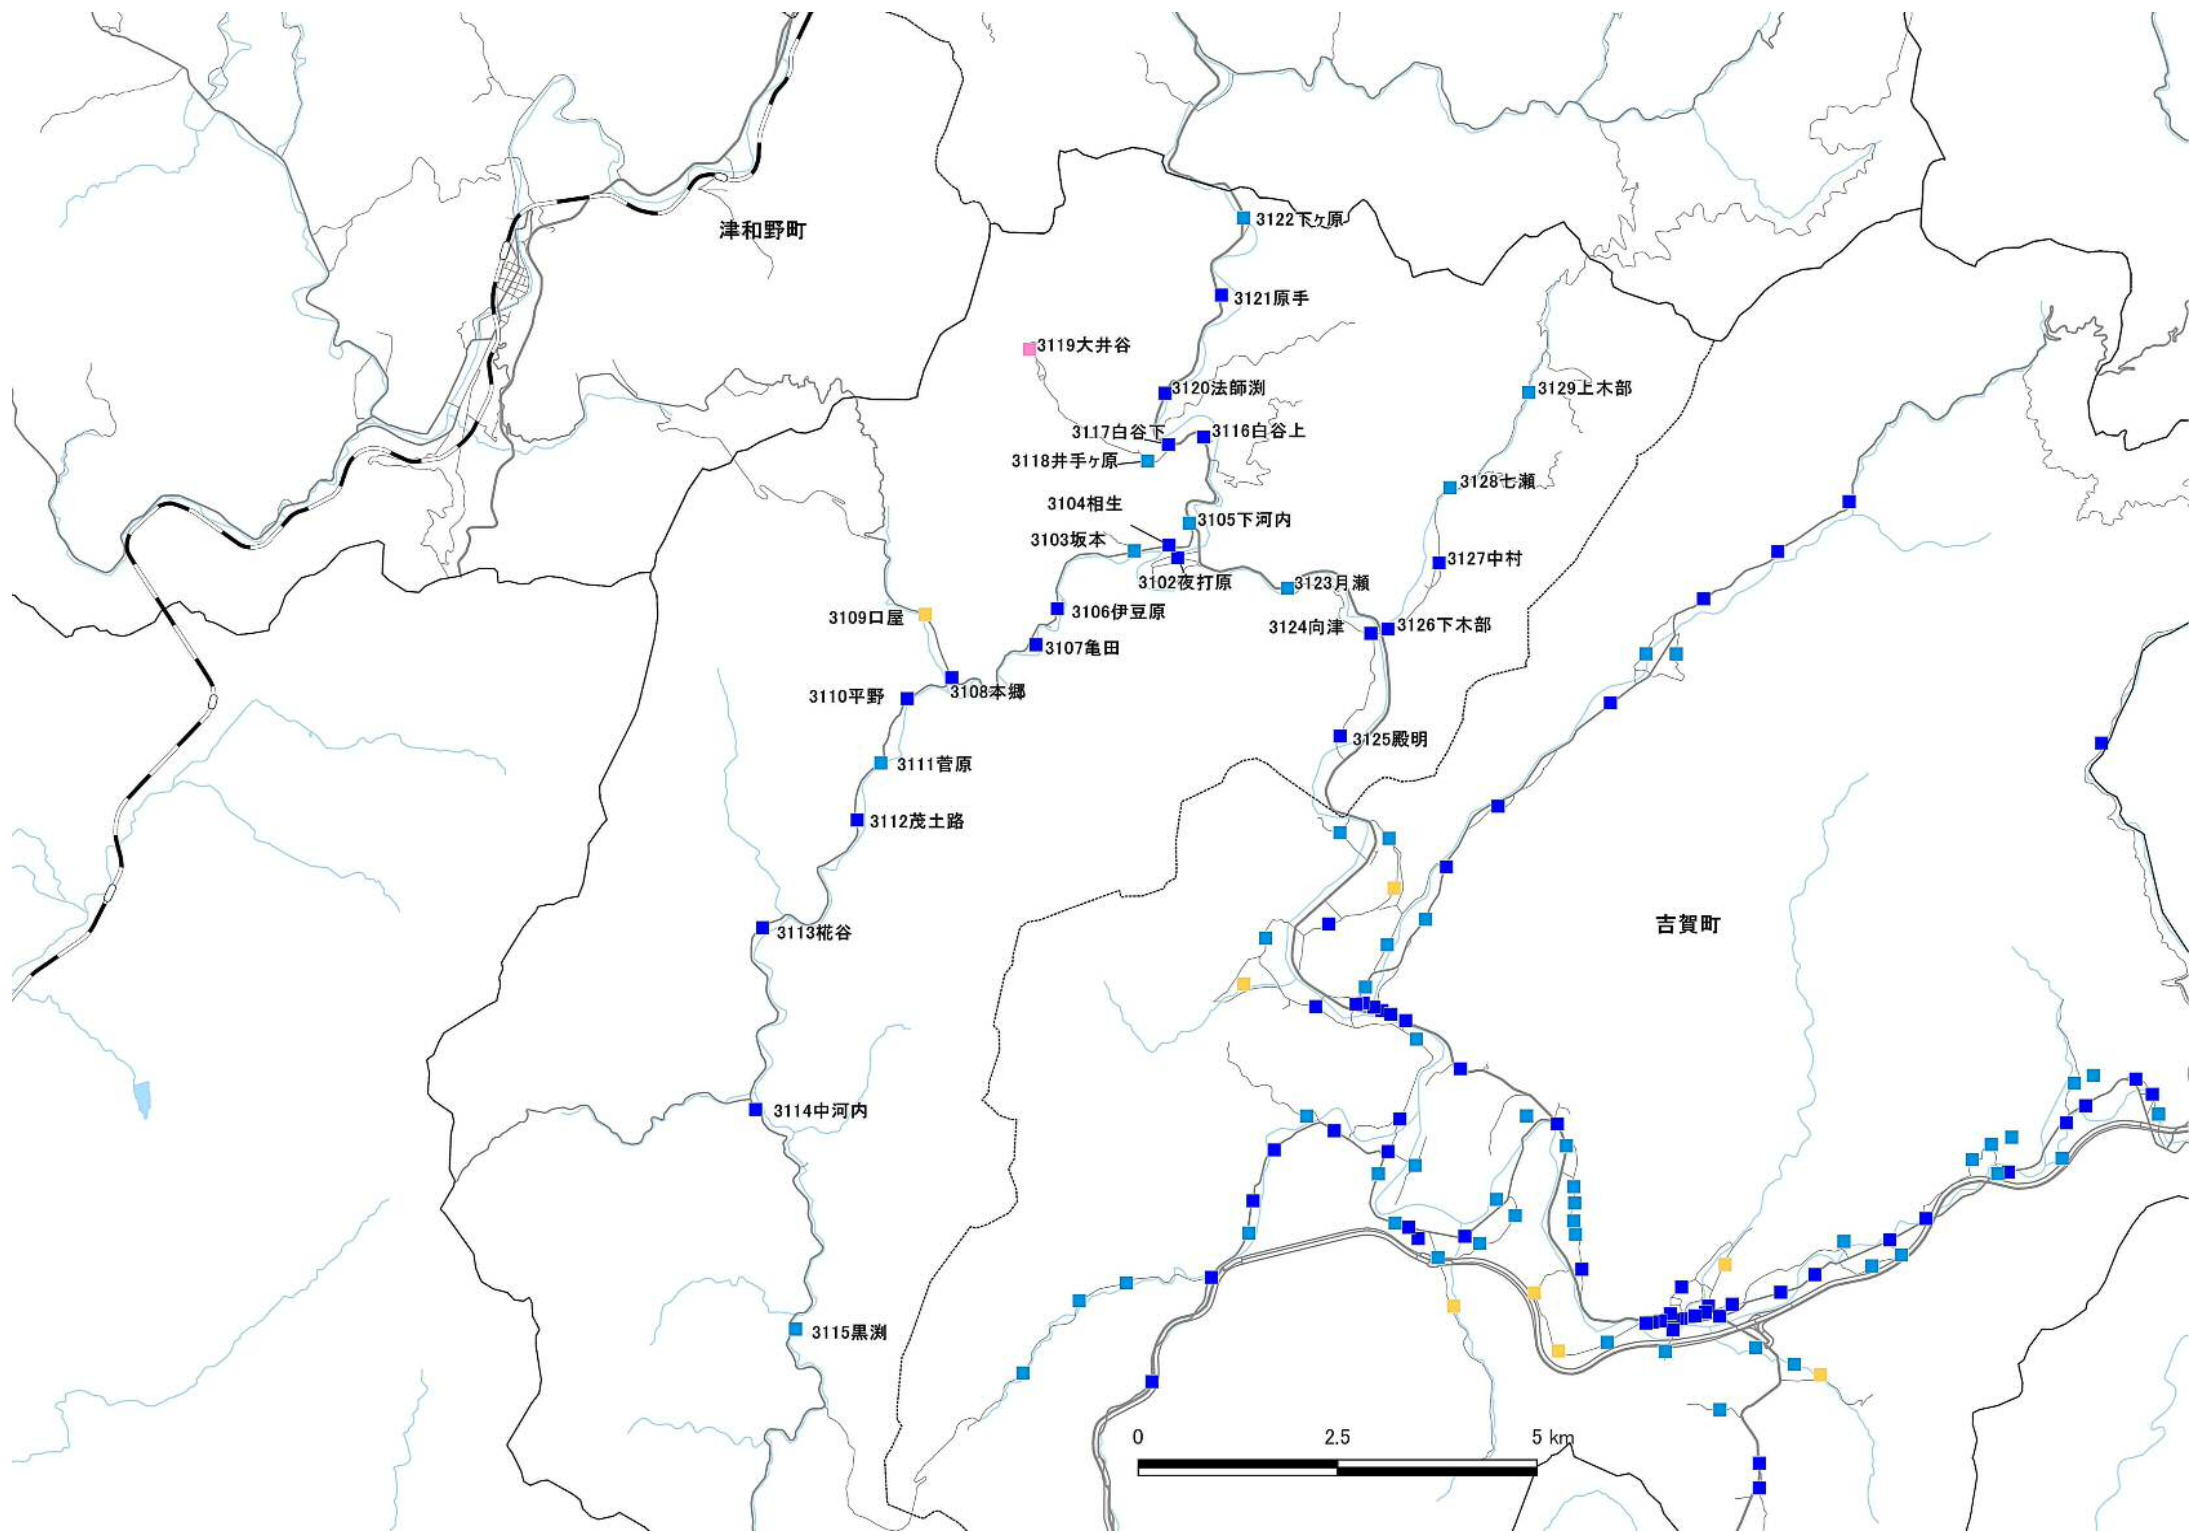 津和野町
3122下ヶ原
3121原手
3119大井谷
3120法師渕
3129上木部
3117白谷下
3116白谷上
3118井手ヶ原
3128七瀬
3104相生
3105下河内
3103坂本
3127中村
3102夜打原
3123月瀬
3106伊豆原
3109口屋
3124向津
3126下木部
3107亀田
3110平野
3108本郷
3125殿明
3111菅原
3112茂土路
吉賀町
3113椛谷
3114中河内
3115黒渕
0 2.5 5 km